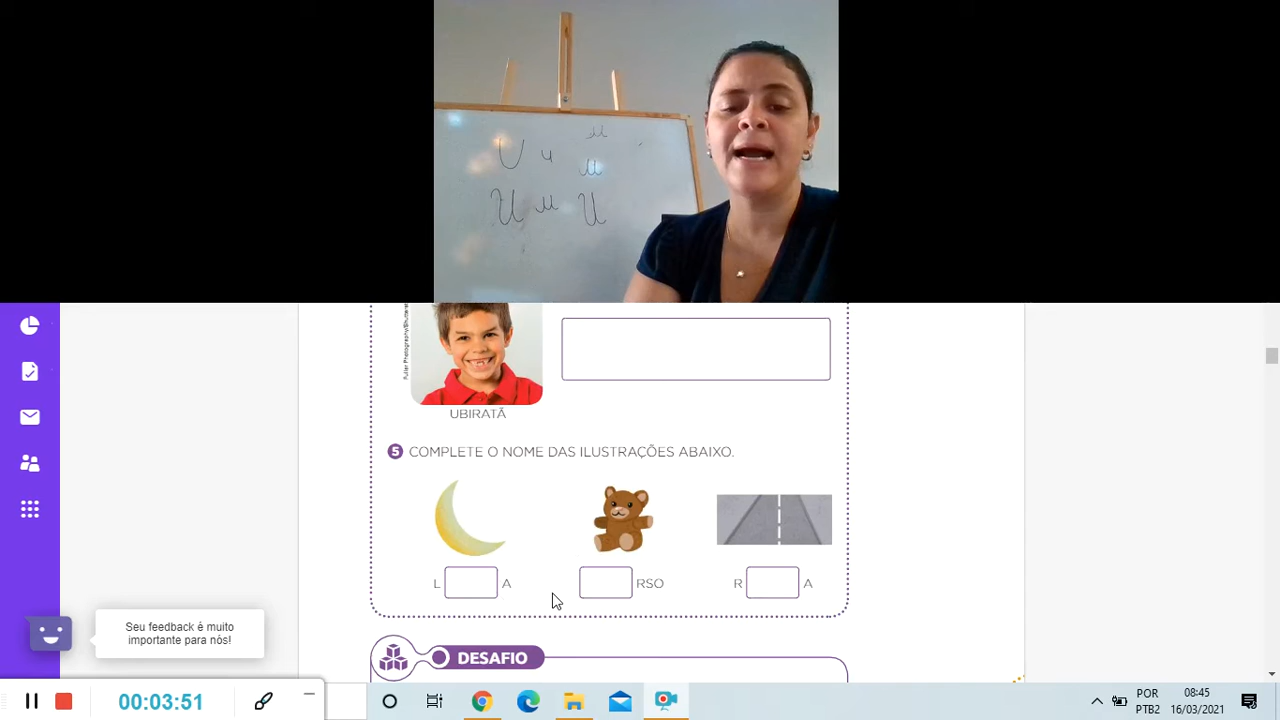 u
U u u
U u U
UBIRATÃ
5 COMPLETE O NOME DAS ILUSTRAÇÕES ABAIXO.
L A
RSO
R A
Seu feedback é muito
importante para nós!
DESAFIO
00:03:51
POR
PTB2
08:45
16/03/2021